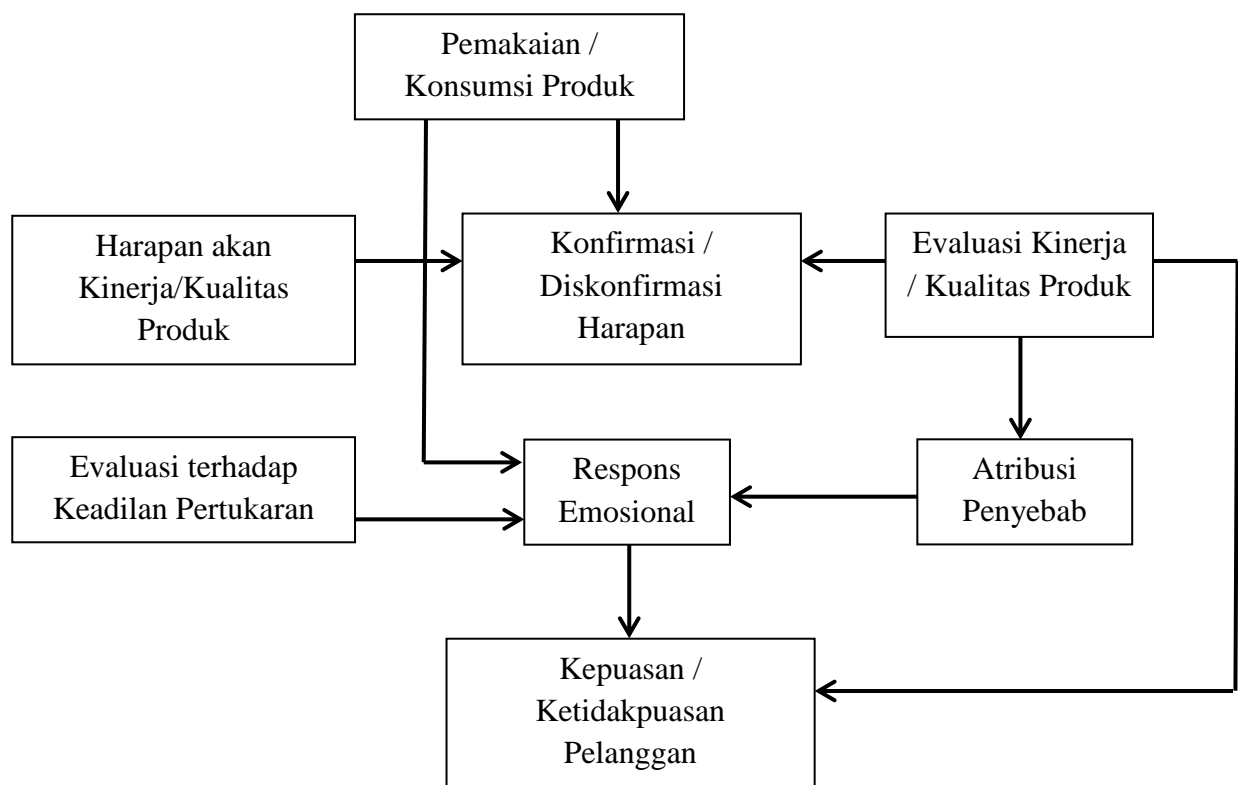 Pemakaian /
Konsumsi Produk
Harapan akan
Kinerja/Kualitas
Produk
Konfirmasi /
Diskonfirmasi
Harapan
Evaluasi Kinerja
/ Kualitas Produk
Evaluasi terhadap
Keadilan Pertukaran
Respons
Emosional
Atribusi
Penyebab
Kepuasan /
Ketidakpuasan
Pelanggan